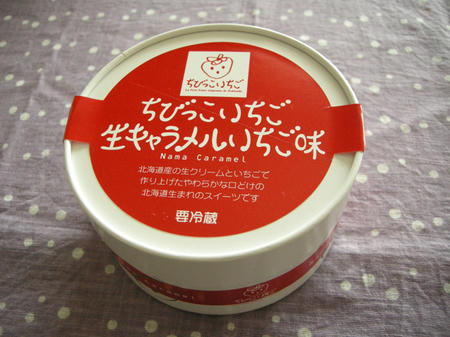 ちびっこいちご
ちびっこいちご
生キャラメルいちご味
Nama Caramel
北海道産の生クリームといちごで
作り上げたやわらかな口どけの
北海道生まれのスイーツです
要冷蔵